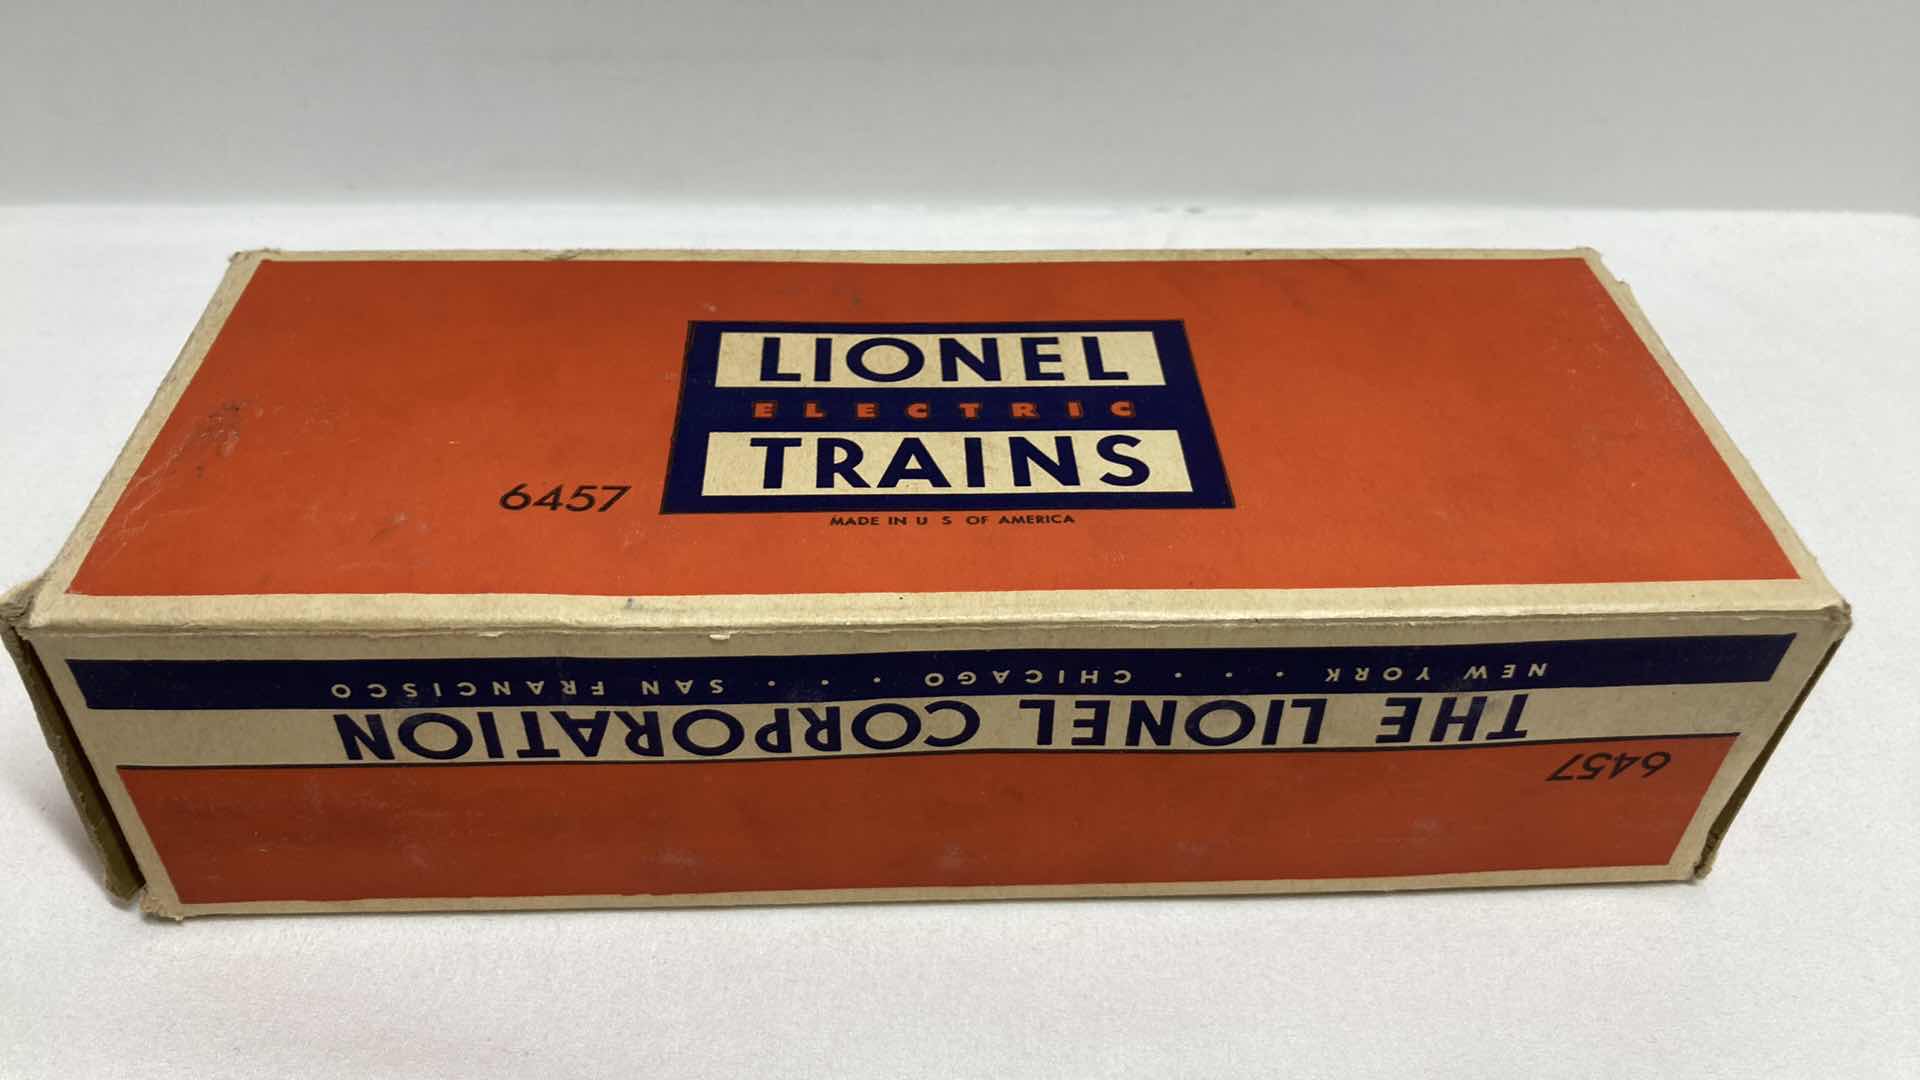 LIONEL
ELECTRIC
TRAINS
6457
MADE IN U S OF AMERICA
6457
THE LIONEL CORPORATION
NEW YORK · · · CHICAGO · · · SAN FRANCISCO